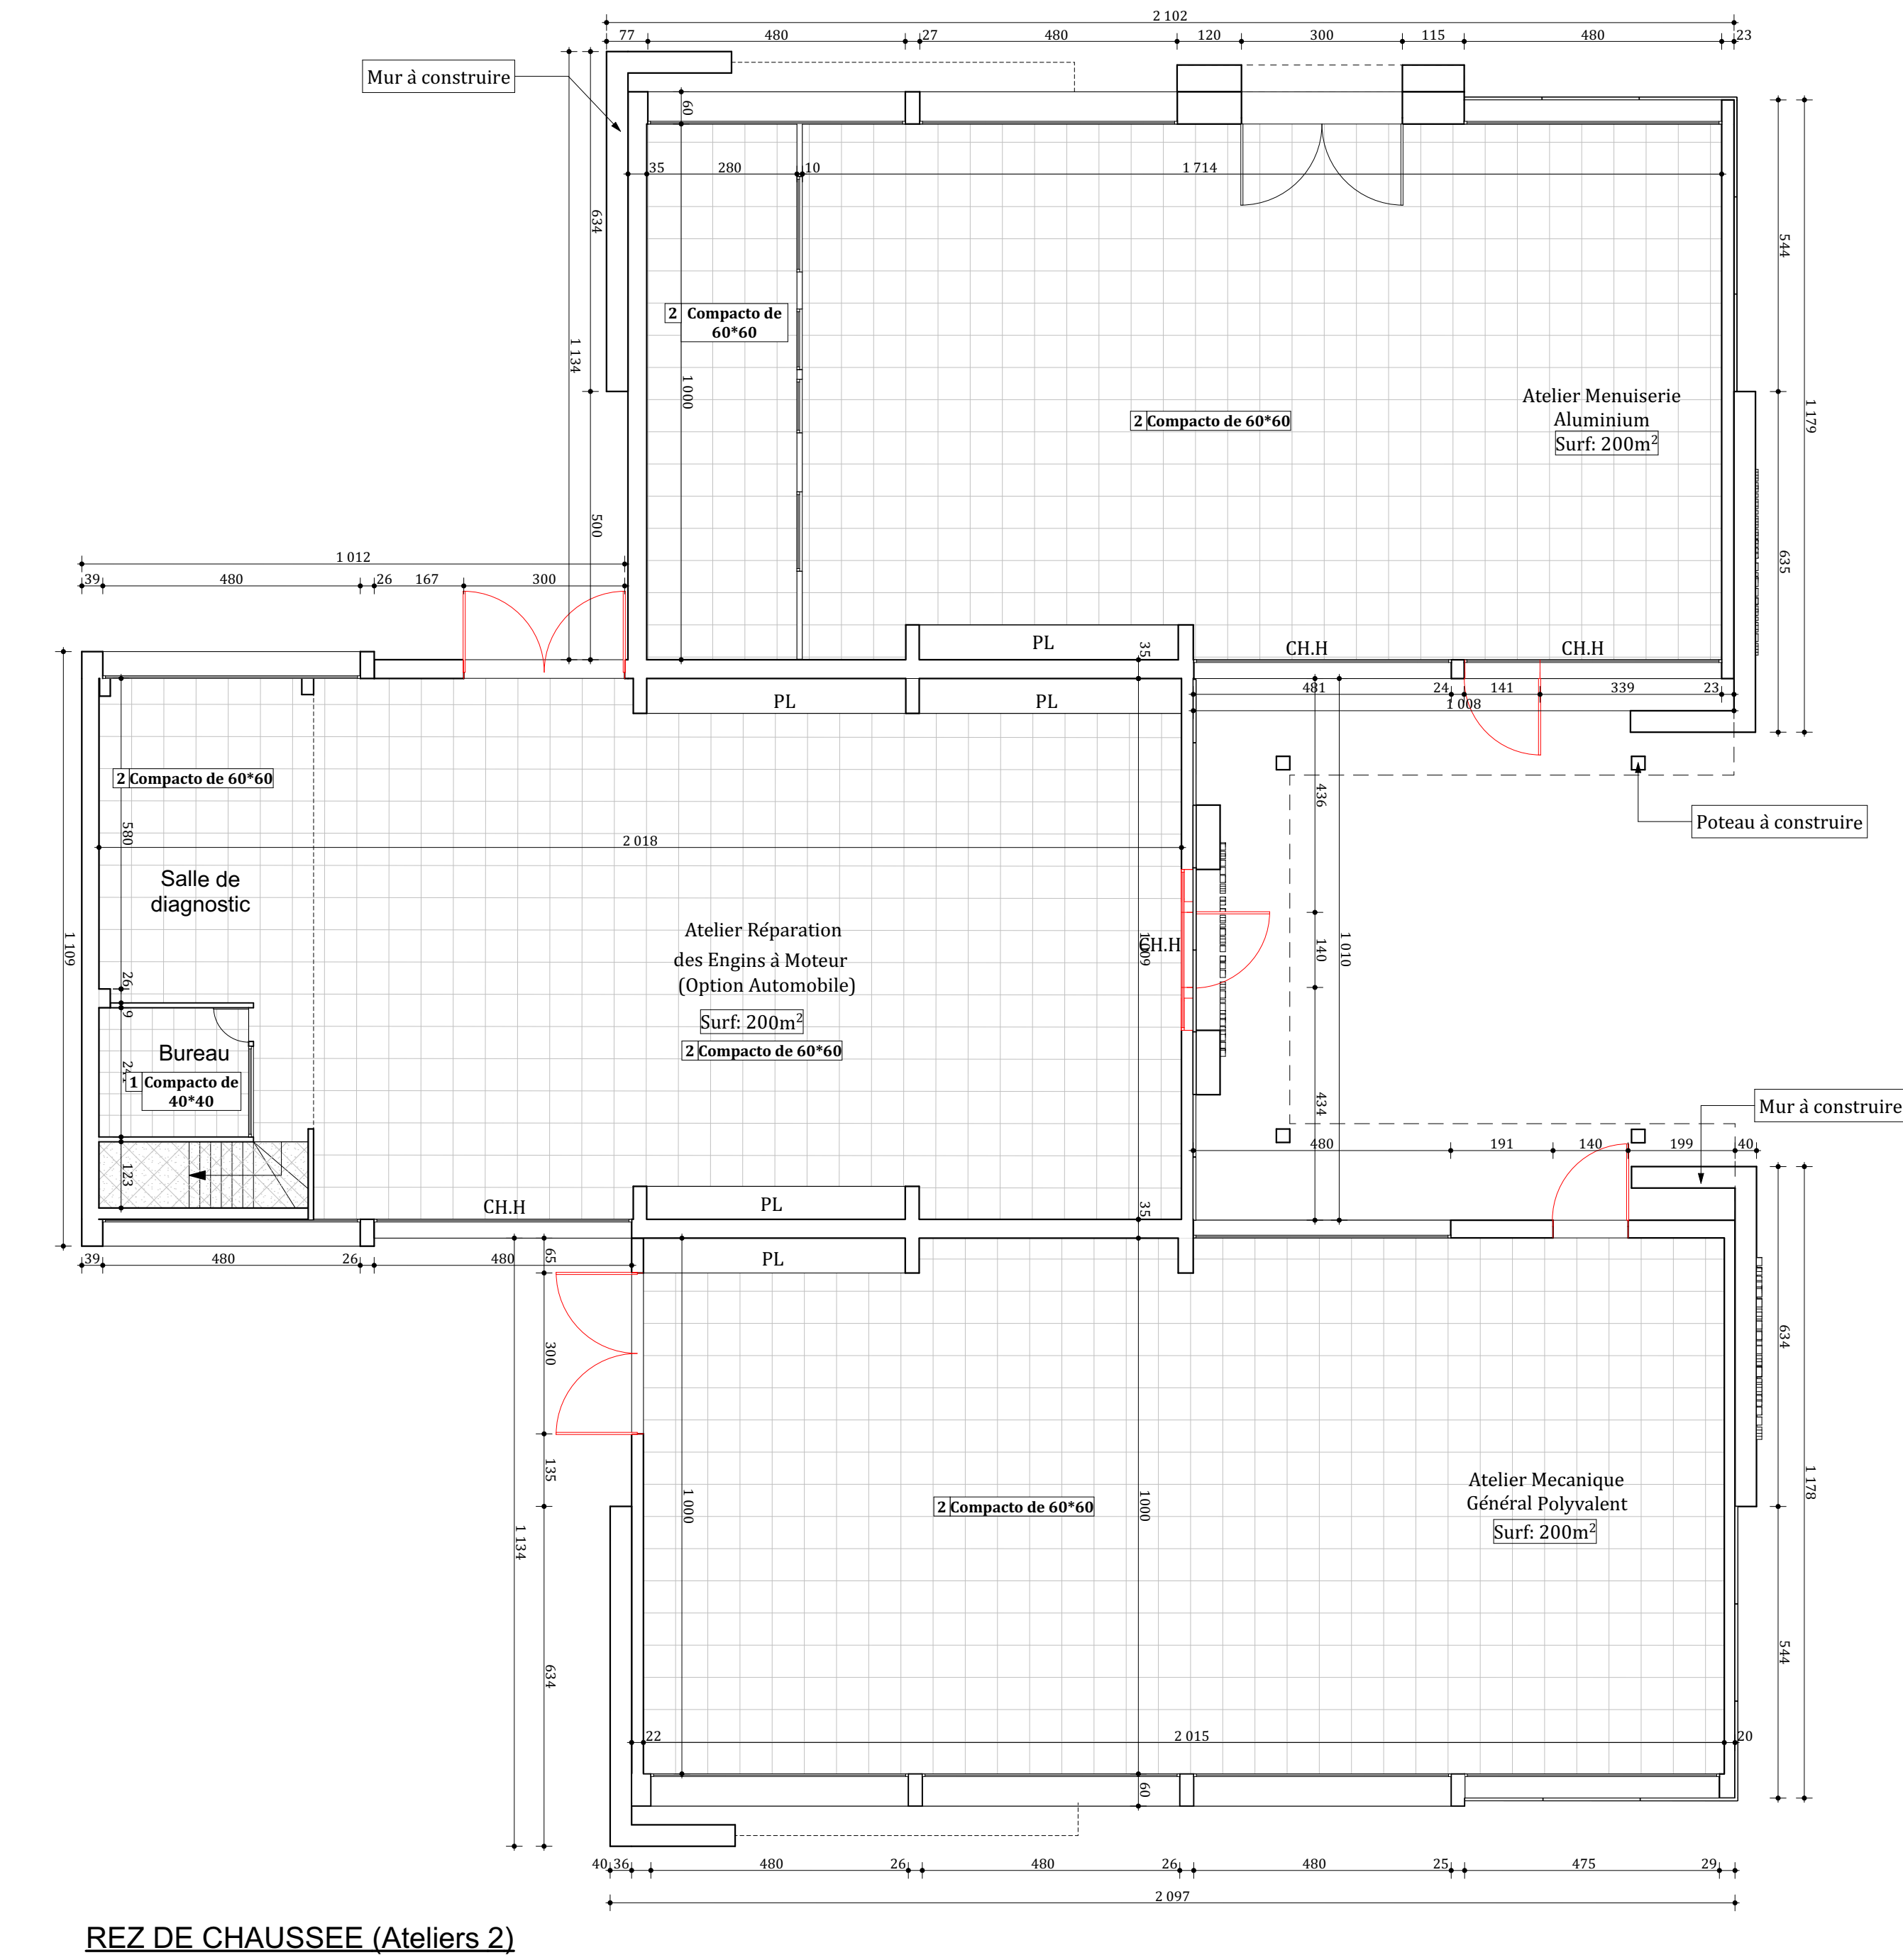 2 102
77 480 27 480 120 300 115 480 23
Mur à construire
60
35 280 10 1 714
634
544
1 134
2 Compacto de
60*60
1 000
Atelier Menuiserie
Aluminium
Surf: 200m²
2 Compacto de 60*60
1 179
500
635
1 012
39 480 26 167 300
PL
35
CH.H
CH.H
PL
PL
481 24 141 339 23
1 008
2 Compacto de 60*60
436
Poteau à construire
580
2 018
Salle de
diagnostic
1 109
Atelier Réparation
des Engins à Moteur
(Option Automobile)
Surf: 200m²
2 Compacto de 60*60
CH.H
1 009
140
1 010
26
9
Bureau
1 Compacto de
40*40
434
Mur à construire
480 191 140 199 40
123
CH.H
PL
35
39 480 26 480
65
PL
300
634
135
1 000
1000
1 134
2 Compacto de 60*60
Atelier Mecanique
Général Polyvalent
Surf: 200m²
1 178
634
544
22 2 015 20
60
40 36 480 26 480 26 480 25 475 29
2 097
REZ DE CHAUSSEE (Ateliers 2)